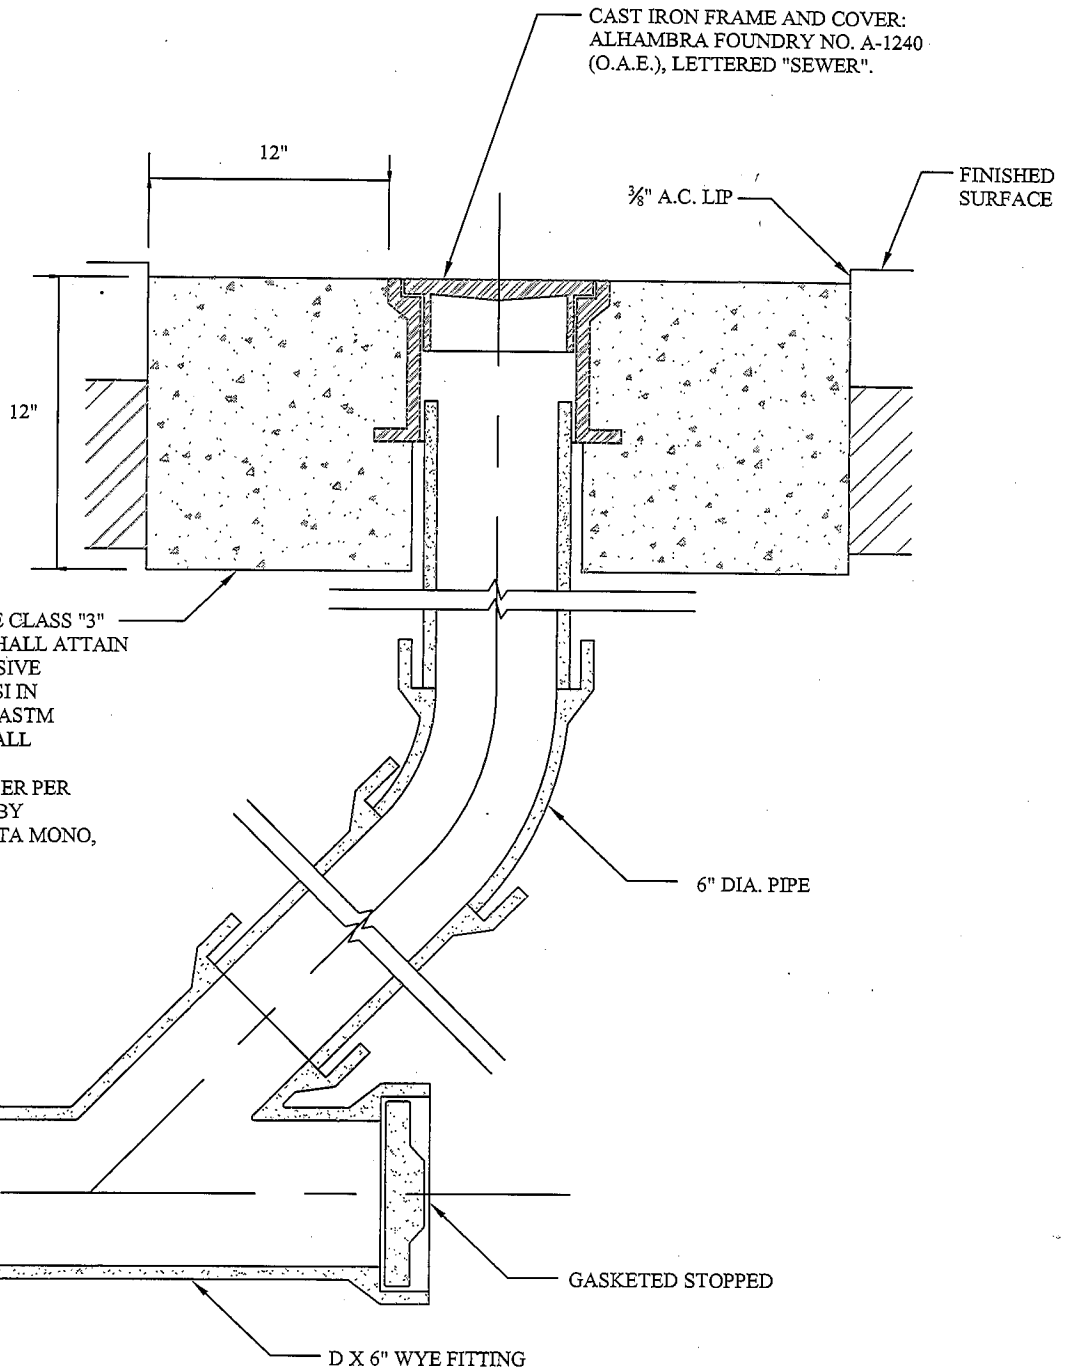 CAST IRON FRAME AND COVER:
ALHAMBRA FOUNDRY NO. A-1240
(O.A.E.), LETTERED "SEWER".
12"
FINISHED
SURFACE
⅜" A.C. LIP
12"
CLASS "3"
HALL ATTAIN
SIVE
SI IN
ASTM
ALL
ER PER
BY
TA MONO,
6" DIA. PIPE
GASKETED STOPPED
D X 6" WYE FITTING